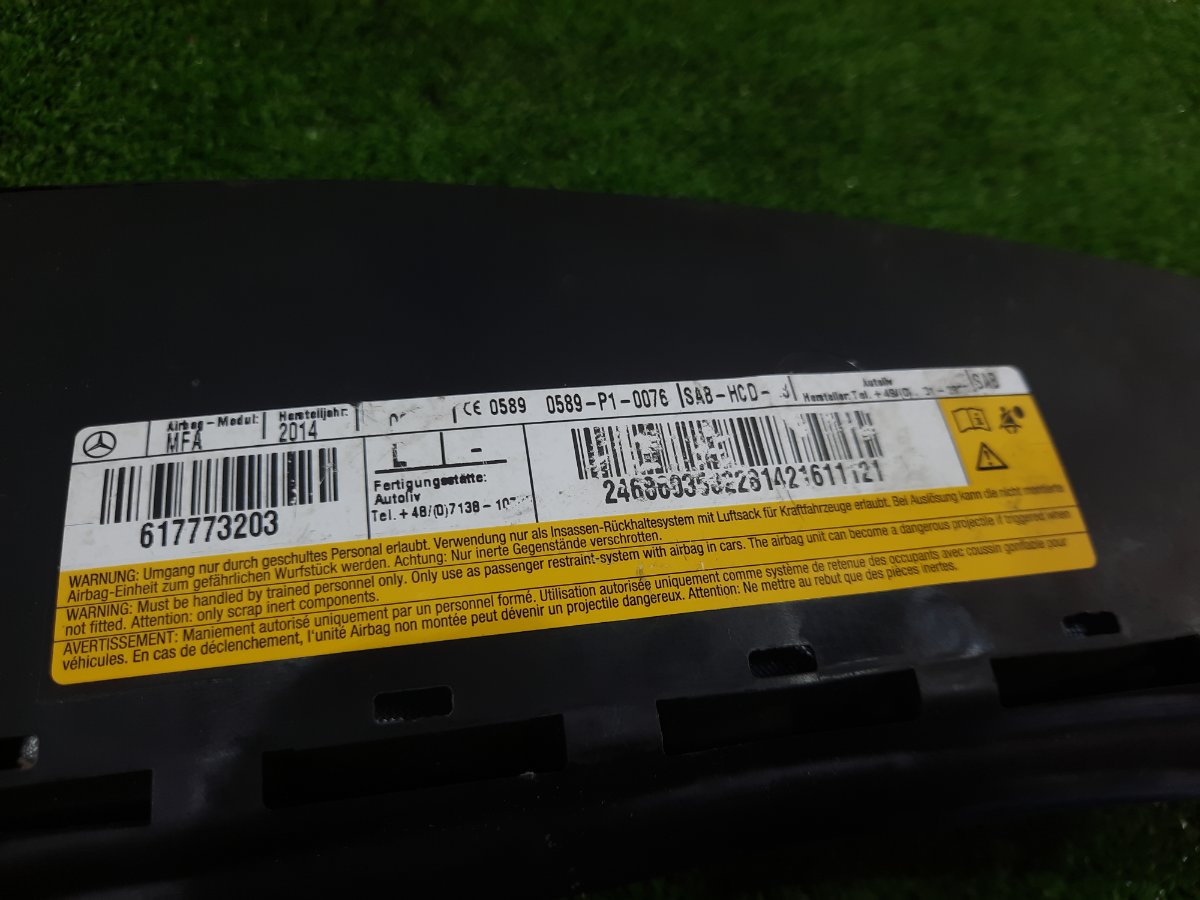 Airbag-Modul:
MFA
Herstelljahr:
2014
CE 0589 0589-P1-0076
SAB-HCD-
Autoliv
Hersteller:Tel.
SAB
617773203
L
-
Fertigungsstätte:
Autoliv
WARNUNG: Umgang nur durch geschultes Personal erlaubt. Verwendung nur als Insassen-Rückhaltesystem mit Luftsack für Kraftfahrzeuge erlaubt. Bei Auslösung kann die nicht montierte
Airbag-Einheit zum gefährlichen Wurfstück werden. Achtung: Nur inerte Gegenstände verschrotten.
WARNING: Must be handled by trained personnel only. Only use as passenger restraint-system with airbag in cars. The airbag unit can become a dangerous projectile if triggered when
not fitted. Attention: only scrap inert components.
AVERTISSEMENT: Maniement autorisé uniquement par un personnel formé. Utilisation autorisée uniquement comme système de retenue des occupants avec coussin gonflable pour
véhicules. En cas de déclenchement, l'unité Airbag non montée peut devenir un projectile dangereux. Attention: Ne mettre au rebut que des pièces inertes.